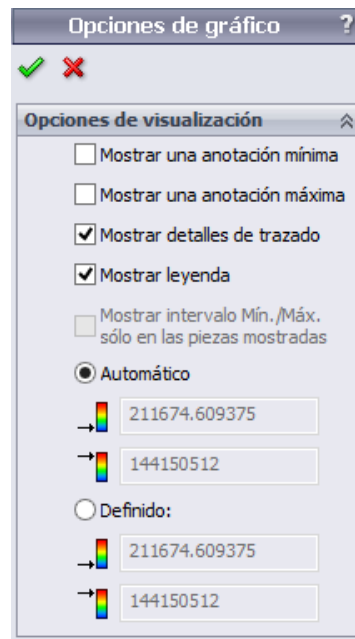 Opciones de gráfico ?
Opciones de visualización
Mostrar una anotación mínima
Mostrar una anotación máxima
Mostrar detalles de trazado
Mostrar leyenda
Mostrar intervalo Mín./Máx.
sólo en las piezas mostradas
Automático
211674.609375
144150512
Definido:
211674.609375
144150512